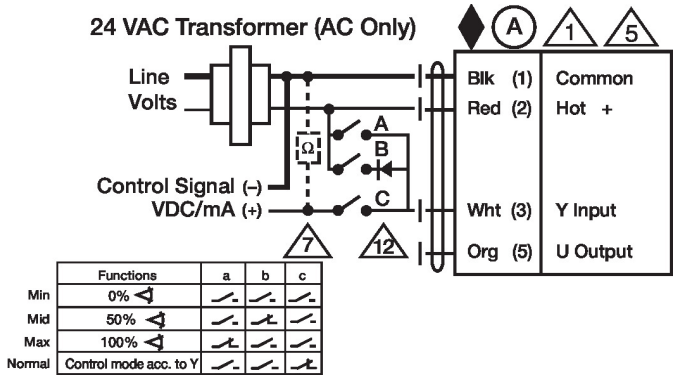 24 VAC Transformer (AC Only)
A
1
5
Line
Volts
Blk (1) Common
Red (2) Hot +
A
Ω
B
Control Signal (–)
VDC/mA (+)
C
Wht (3) Y Input
7
12
Org (5) U Output
Functions a b c
Min 0%
Mid 50%
Max 100%
Normal Control mode acc. to Y